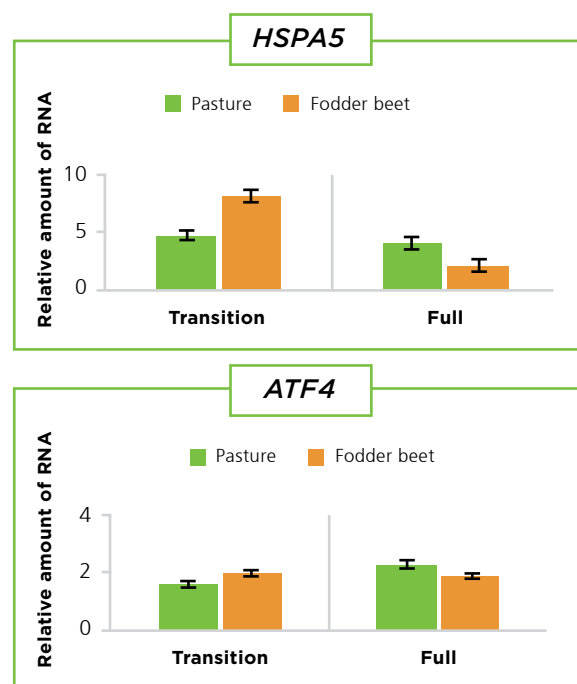 HSPA5
Pasture Fodder beet
Relative amount of RNA
10
5
0
Transition Full
ATF4
Pasture Fodder beet
Relative amount of RNA
4
2
0
Transition Full